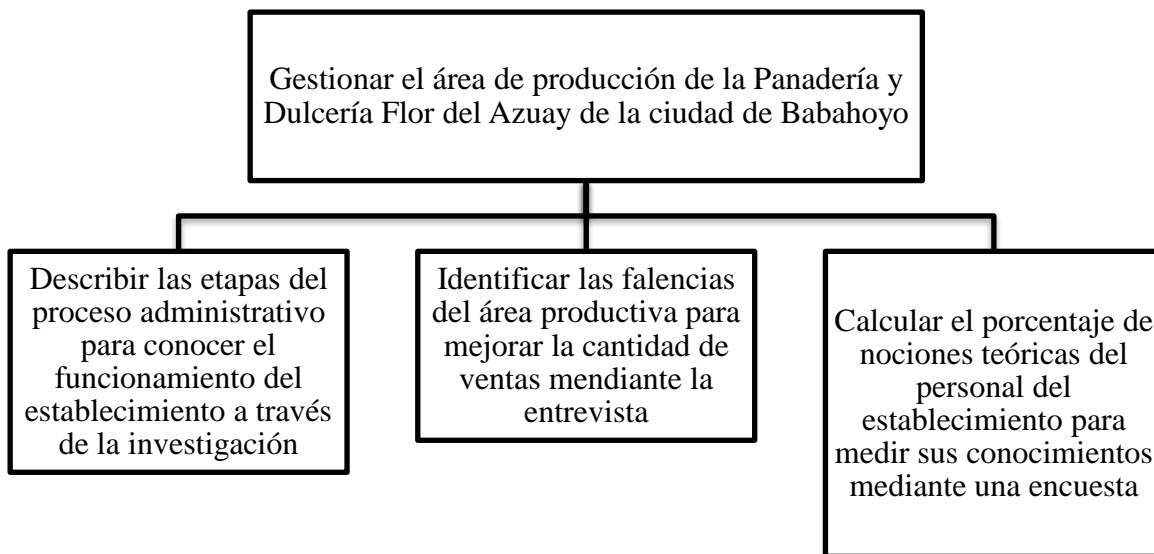 Gestionar el área de producción de la Panadería y
Dulcería Flor del Azuay de la ciudad de Babahoyo
Describir las etapas del
proceso administrativo
para conocer el
funcionamiento del
establecimiento a través
de la investigación
Identificar las falencias
del área productiva para
mejorar la cantidad de
ventas mendiante la
entrevista
Calcular el porcentaje de
nociones teóricas del
personal del
establecimiento para
medir sus conocimientos
mediante una encuesta